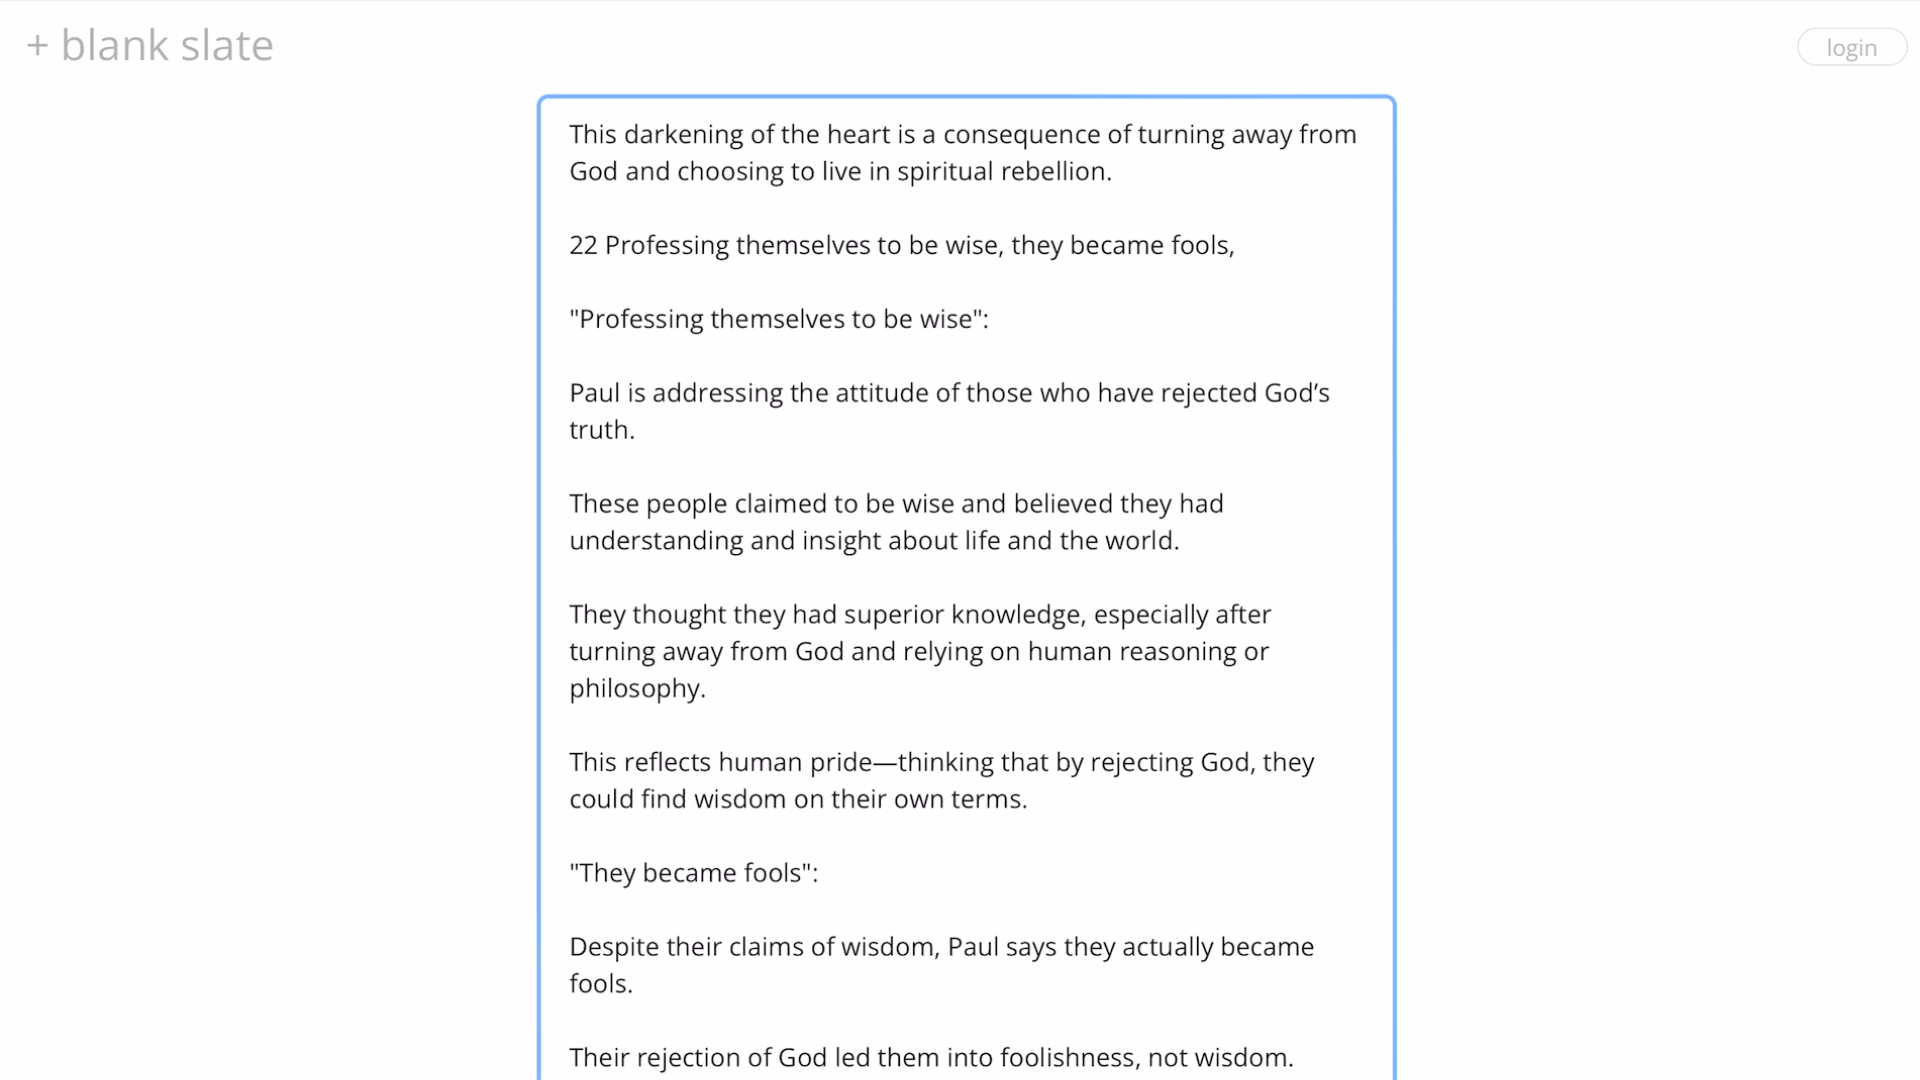 + blank slate
login
This darkening of the heart is a consequence of turning away from
God and choosing to live in spiritual rebellion.
22 Professing themselves to be wise, they became fools,
"Professing themselves to be wise":
Paul is addressing the attitude of those who have rejected God’s
truth.
These people claimed to be wise and believed they had
understanding and insight about life and the world.
They thought they had superior knowledge, especially after
turning away from God and relying on human reasoning or
philosophy.
This reflects human pride—thinking that by rejecting God, they
could find wisdom on their own terms.
"They became fools":
Despite their claims of wisdom, Paul says they actually became
fools.
Their rejection of God led them into foolishness, not wisdom.